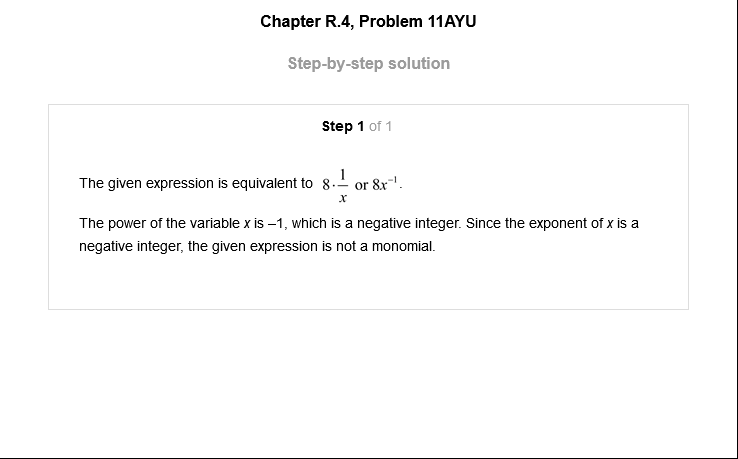 Chapter R.4, Problem 11AYU
Step-by-step solution
Step 1 of 1
The given expression is equivalent to 8·1/x or 8x⁻¹.
The power of the variable x is –1, which is a negative integer. Since the exponent of x is a
negative integer, the given expression is not a monomial.